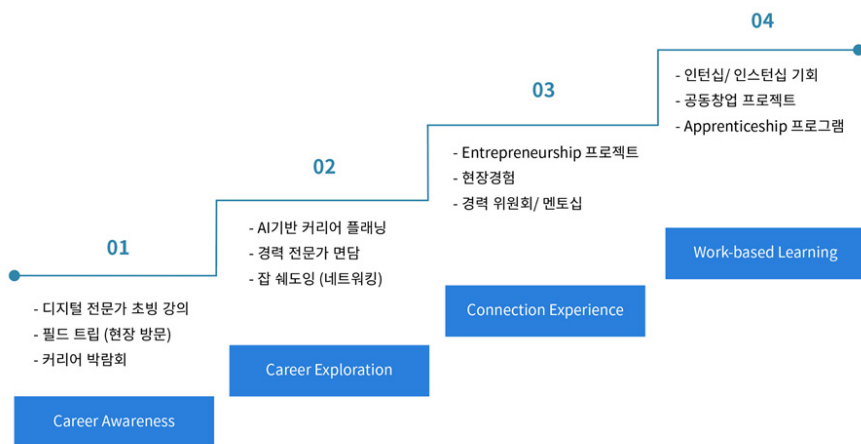 01
- 디지털 전문가 초빙 강의
- 필드 트립 (현장 방문)
- 커리어 박람회
Career Awareness
02
- AI기반 커리어 플래닝
- 경력 전문가 면담
- 잡 쉐도잉 (네트워킹)
Career Exploration
03
- Entrepreneurship 프로젝트
- 현장경험
- 경력 위원회/ 멘토십
Connection Experience
04
- 인턴십/ 인스턴십 기회
- 공동창업 프로젝트
- Apprenticeship 프로그램
Work-based Learning